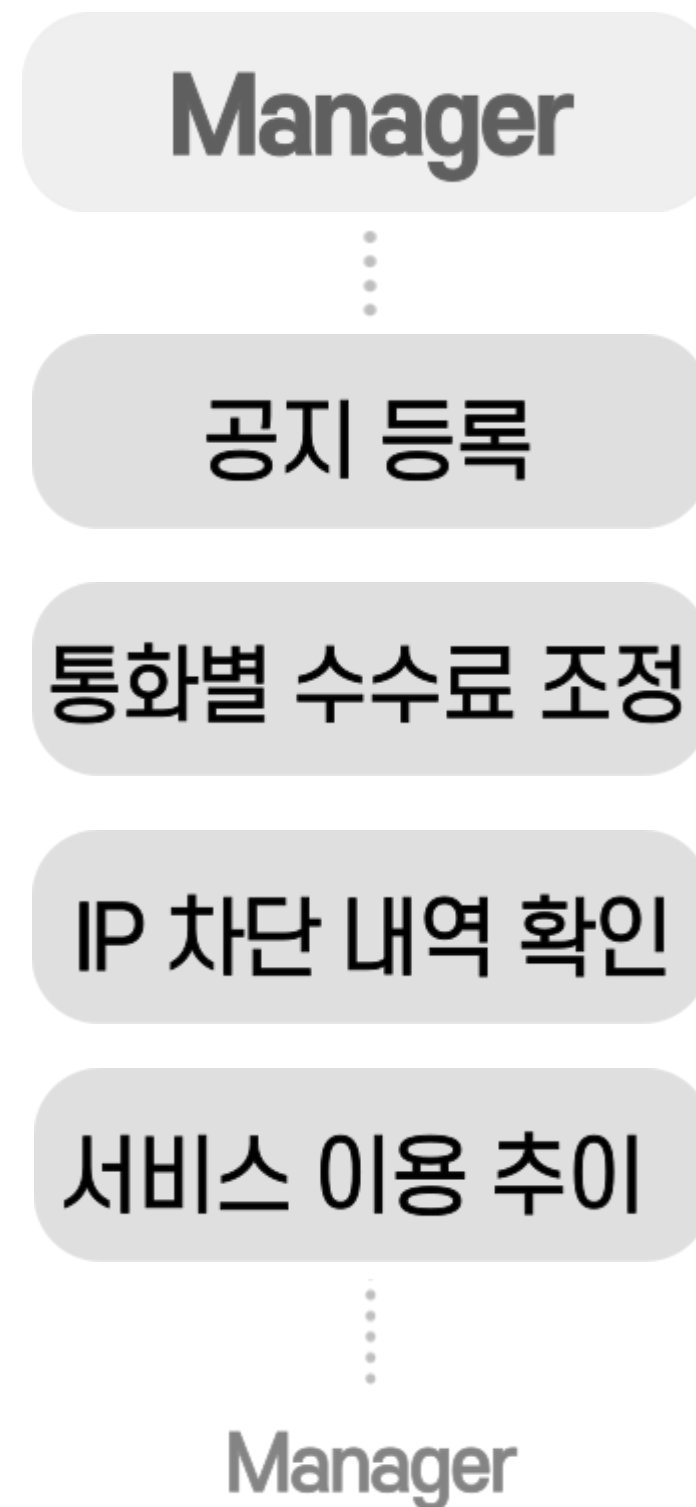 Manager
공지 등록
통화별 수수료 조정
IP 차단 내역 확인
서비스 이용 추이
Manager